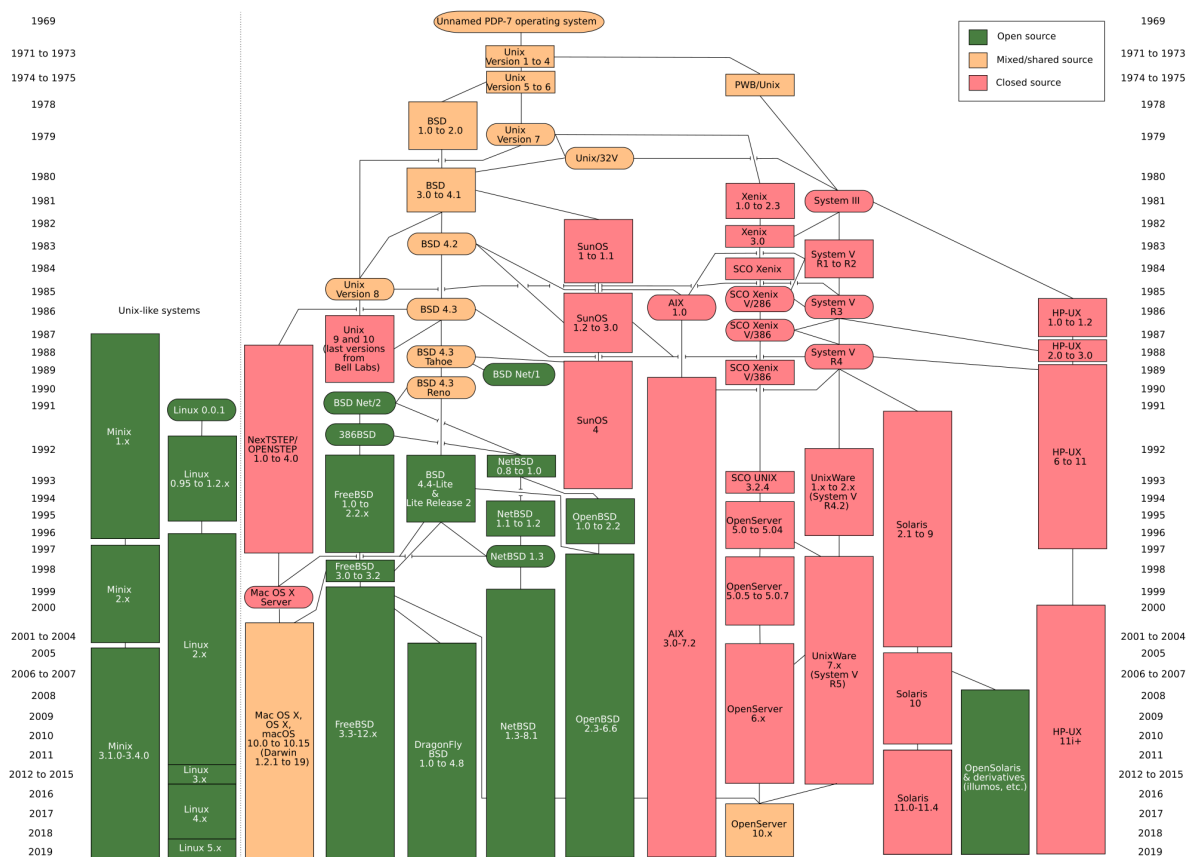 1969
1971 to 1973
1974 to 1975
1978
1979
1980
1981
1982
1983
1984
1985
1986
1987
1988
1989
1990
1991
1992
1993
1994
1995
1996
1997
1998
1999
2000
2001 to 2004
2005
2006 to 2007
2008
2009
2010
2011
2012 to 2015
2016
2017
2018
2019
Unix-like systems
Minix
1.x
Minix
2.x
Minix
3.1.0-3.4.0
Linux 0.0.1
Linux
0.95 to 1.2.x
Linux
2.x
Linux
3.x
Linux
4.x
Linux 5.x
Unnamed PDP-7 operating system
Unix
Version 1 to 4
Unix
Version 5 to 6
PWB/Unix
BSD
1.0 to 2.0
Unix
Version 7
Unix/32V
BSD
3.0 to 4.1
Xenix
1.0 to 2.3
System III
Xenix
3.0
BSD 4.2
SunOS
1 to 1.1
System V
R1 to R2
SCO Xenix
Unix
Version 8
SCO Xenix
V/286
AIX
1.0
System V
R3
BSD 4.3
SunOS
1.2 to 3.0
HP-UX
1.0 to 1.2
SCO Xenix
V/386
Unix
9 and 10
(last versions
from
Bell Labs)
HP-UX
2.0 to 3.0
BSD 4.3
Tahoe
System V
R4
BSD Net/1
SCO Xenix
V/386
BSD 4.3
Reno
BSD Net/2
SunOS
4
386BSD
NexTSTEP/
OPENSTEP
1.0 to 4.0
HP-UX
6 to 11
NetBSD
0.8 to 1.0
BSD
4.4-Lite
&
Lite Release 2
SCO UNIX
3.2.4
UnixWare
1.x to 2.x
(System V
R4.2)
FreeBSD
1.0 to
2.2.x
NetBSD
1.1 to 1.2
OpenBSD
1.0 to 2.2
OpenServer
5.0 to 5.04
Solaris
2.1 to 9
NetBSD 1.3
FreeBSD
3.0 to 3.2
Mac OS X
Server
OpenServer
5.0.5 to 5.0.7
AIX
3.0-7.2
UnixWare
7.x
(System V
R5)
OpenServer
6.x
Solaris
10
Mac OS X,
OS X,
macOS
10.0 to 10.15
(Darwin
1.2.1 to 19)
FreeBSD
3.3-12.x
DragonFly
BSD
1.0 to 4.8
NetBSD
1.3-8.1
OpenBSD
2.3-6.6
HP-UX
11i+
OpenSolaris
& derivatives
(illumos, etc.)
Solaris
11.0-11.4
OpenServer
10.x
Open source
Mixed/shared source
Closed source
1969
1971 to 1973
1974 to 1975
1978
1979
1980
1981
1982
1983
1984
1985
1986
1987
1988
1989
1990
1991
1992
1993
1994
1995
1996
1997
1998
1999
2000
2001 to 2004
2005
2006 to 2007
2008
2009
2010
2011
2012 to 2015
2016
2017
2018
2019